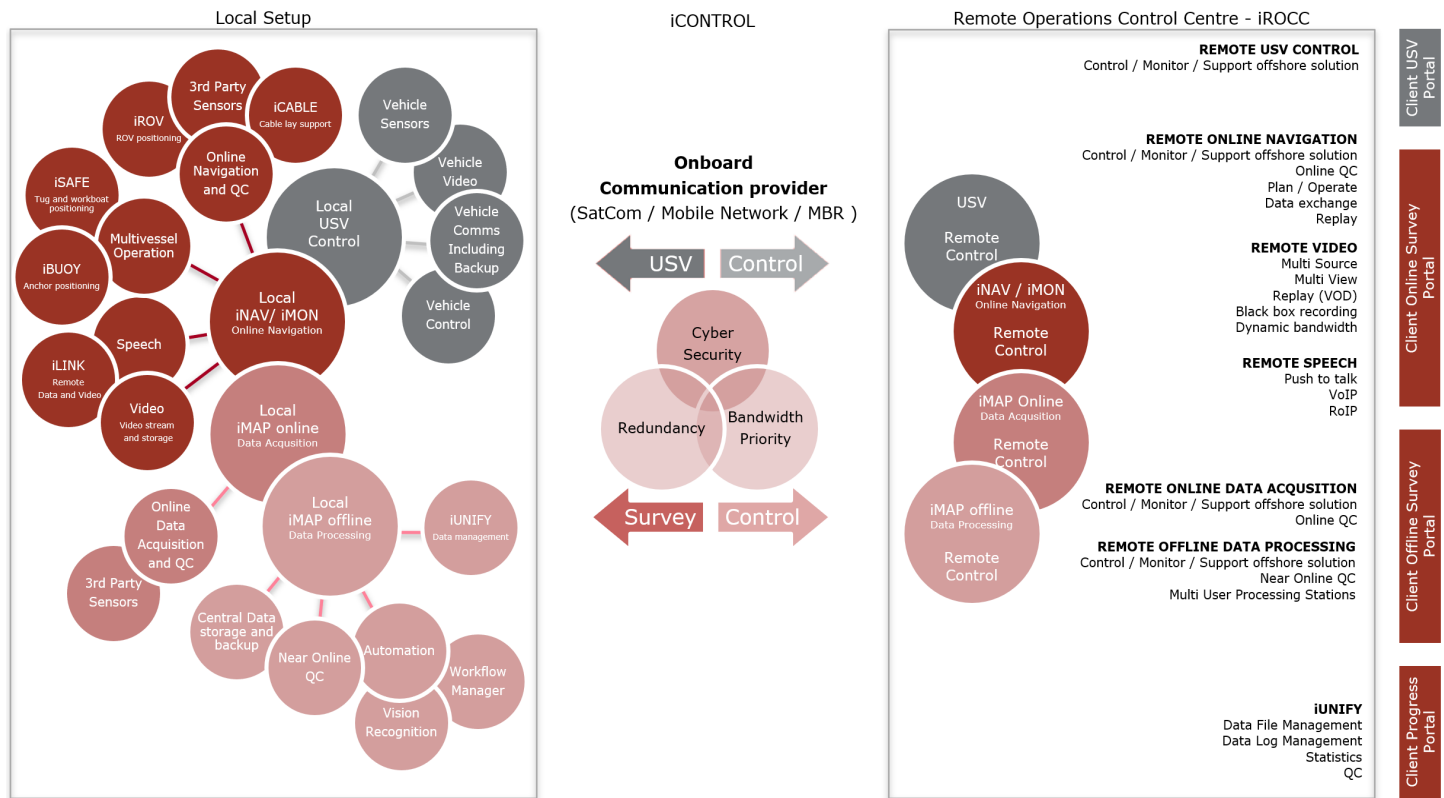 Local Setup
iCONTROL
Remote Operations Control Centre - iROCC
3rd Party
Sensors
iCABLE
Cable lay support
iROV
ROV positioning
Online
Navigation
and QC
iSAFE
Tug and workboat
positioning
Multivessel
Operation
iBUOY
Anchor positioning
Speech
iLINK
Remote
Data and Video
Video
Video stream
and storage
Vehicle
Sensors
Vehicle
Video
Vehicle
Comms
Including
Backup
Vehicle
Control
Local
USV
Control
Local
iNAV/ iMON
Online Navigation
Local
iMAP online
Data Acqusition
Local
iMAP offline
Data Processing
iUNIFY
Data management
Online
Data
Acquisition
and QC
3rd Party
Sensors
Central Data
storage and
backup
Near Online
QC
Automation
Workflow
Manager
Vision
Recognition
Onboard
Communication provider
(SatCom / Mobile Network / MBR )
USV
Control
Cyber
Security
Redundancy
Bandwidth
Priority
Survey
Control
USV
Remote
Control
iNAV / iMON
Online Navigation
Remote
Control
iMAP Online
Data Acqusition
Remote
Control
iMAP offline
Data Processing
Remote
Control
REMOTE USV CONTROL
Control / Monitor / Support offshore solution
REMOTE ONLINE NAVIGATION
Control / Monitor / Support offshore solution
Online QC
Plan / Operate
Data exchange
Replay
REMOTE VIDEO
Multi Source
Multi View
Replay (VOD)
Black box recording
Dynamic bandwidth
REMOTE SPEECH
Push to talk
VoIP
RoIP
REMOTE ONLINE DATA ACQUSITION
Control / Monitor / Support offshore solution
Online QC
REMOTE OFFLINE DATA PROCESSING
Control / Monitor / Support offshore solution
Near Online QC
Multi User Processing Stations
iUNIFY
Data File Management
Data Log Management
Statistics
QC
Client USV
Portal
Client Online Survey
Portal
Client Offline Survey
Portal
Client Progress
Portal